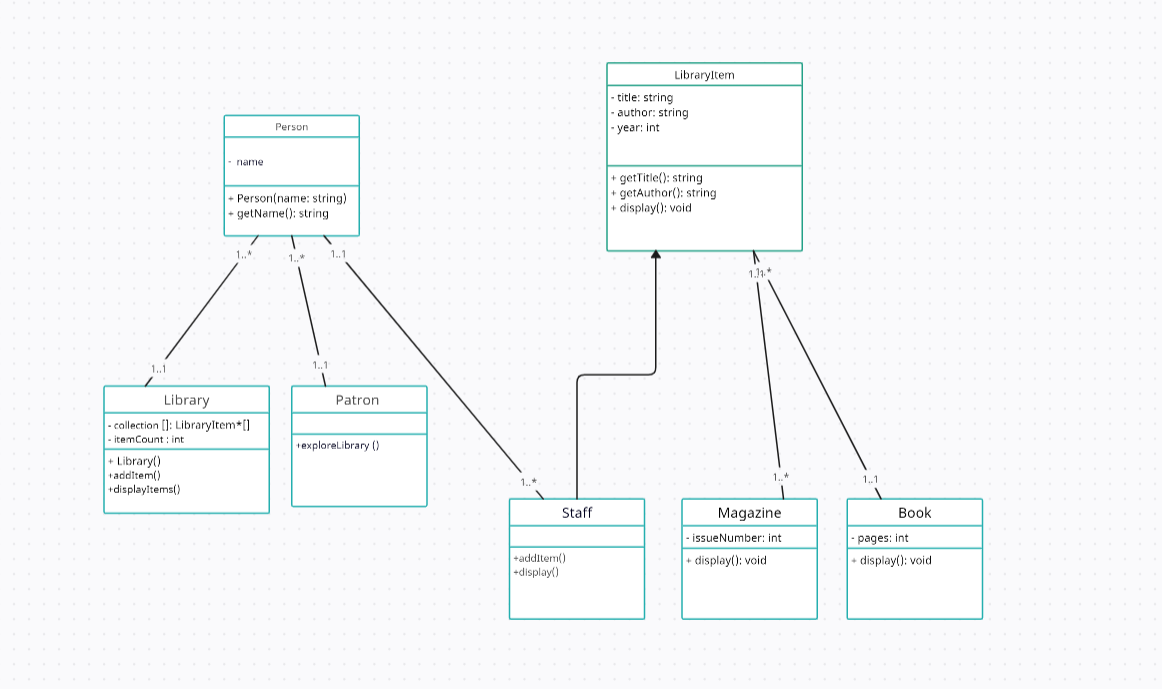 Person
- name
+ Person(name: string)
+ getName(): string
LibraryItem
- title: string
- author: string
- year: int
+ getTitle(): string
+ getAuthor(): string
+ display(): void
1..*
1..*
1..1
1..*
1..1
1..1
Library
- collection []: LibraryItem*[]
- itemCount : int
+ Library()
+addItem()
+displayItems()
Patron
+exploreLibrary ()
1..*
Staff
+addItem()
+display()
1..*
Magazine
- issueNumber: int
+ display(): void
1..1
Book
- pages: int
+ display(): void